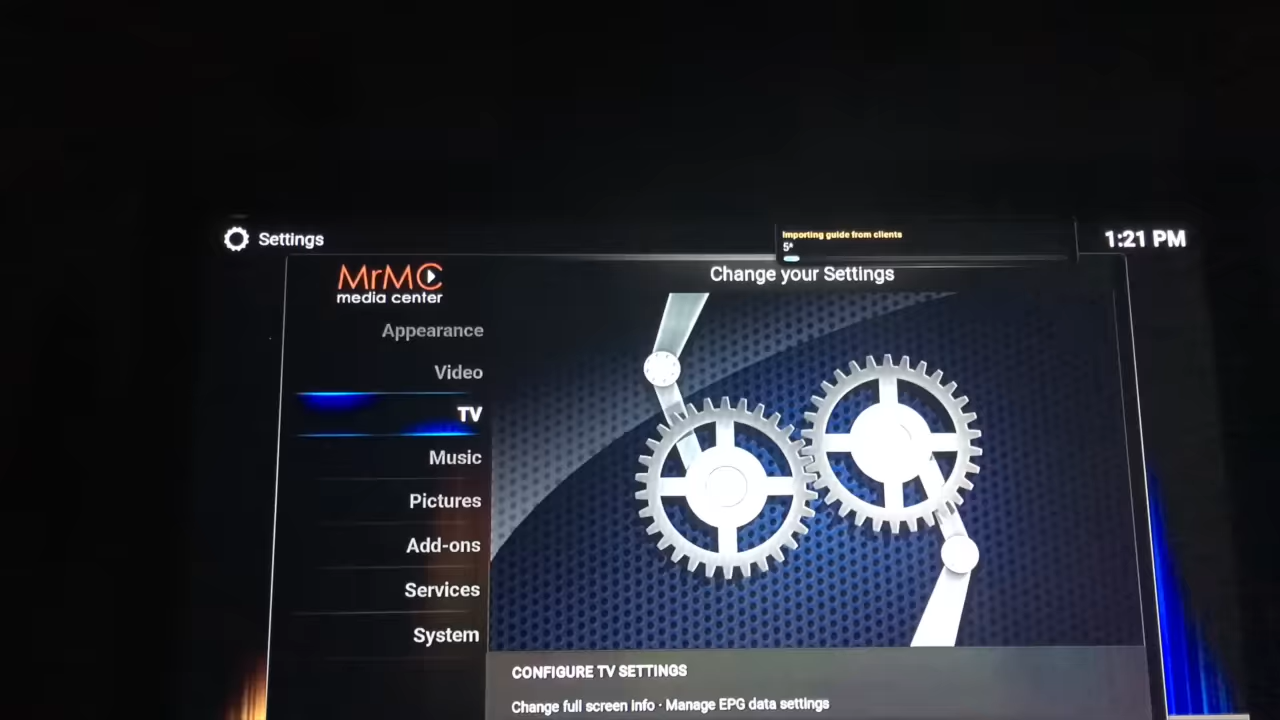 Settings
Importing guide from clients
5*
1:21 PM
MrMC
media center
Change your Settings
Appearance
Video
TV
Music
Pictures
Add-ons
Services
System
CONFIGURE TV SETTINGS
Change full screen info · Manage EPG data settings